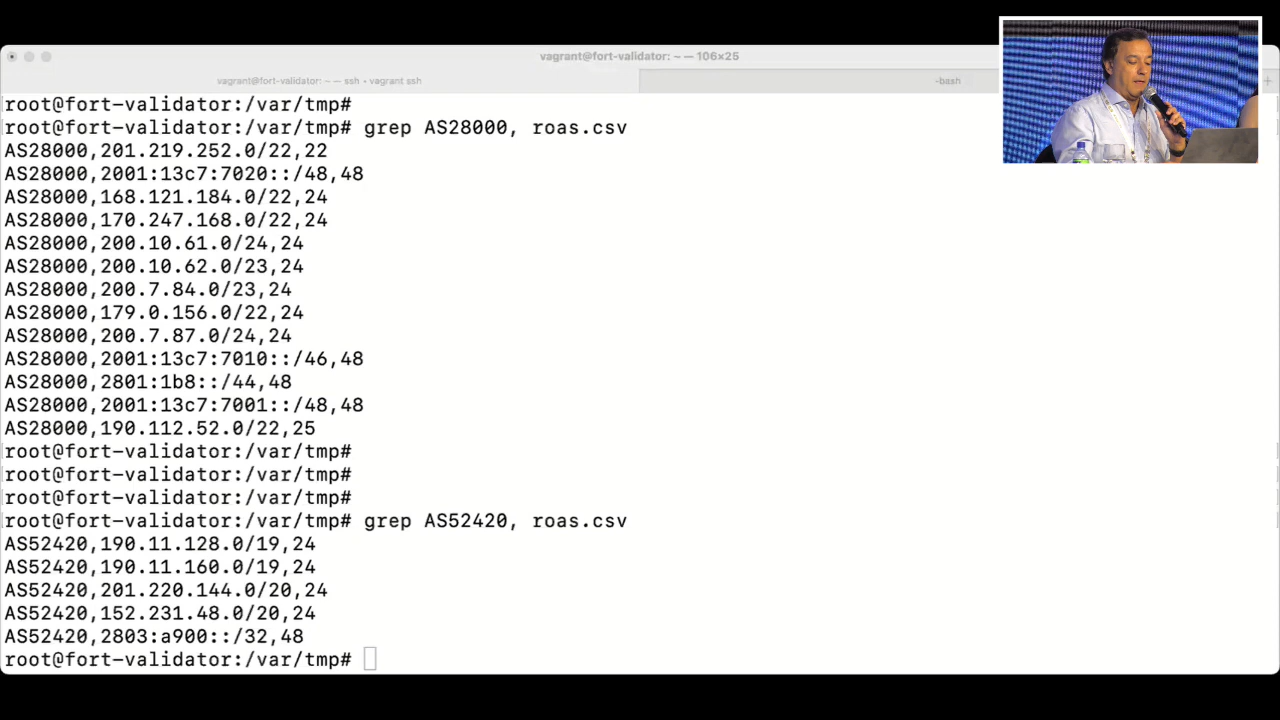 vagrant@fort-validator: ~ — 106×25
vagrant@fort-validator: ~ — ssh • vagrant ssh
-bash
root@fort-validator:/var/tmp#
root@fort-validator:/var/tmp# grep AS28000, roas.csv
AS28000,201.219.252.0/22,22
AS28000,2001:13c7:7020::/48,48
AS28000,168.121.184.0/22,24
AS28000,170.247.168.0/22,24
AS28000,200.10.61.0/24,24
AS28000,200.10.62.0/23,24
AS28000,200.7.84.0/23,24
AS28000,179.0.156.0/22,24
AS28000,200.7.87.0/24,24
AS28000,2001:13c7:7010::/46,48
AS28000,2801:1b8::/44,48
AS28000,2001:13c7:7001::/48,48
AS28000,190.112.52.0/22,25
root@fort-validator:/var/tmp#
root@fort-validator:/var/tmp#
root@fort-validator:/var/tmp#
root@fort-validator:/var/tmp# grep AS52420, roas.csv
AS52420,190.11.128.0/19,24
AS52420,190.11.160.0/19,24
AS52420,201.220.144.0/20,24
AS52420,152.231.48.0/20,24
AS52420,2803:a900::/32,48
root@fort-validator:/var/tmp#